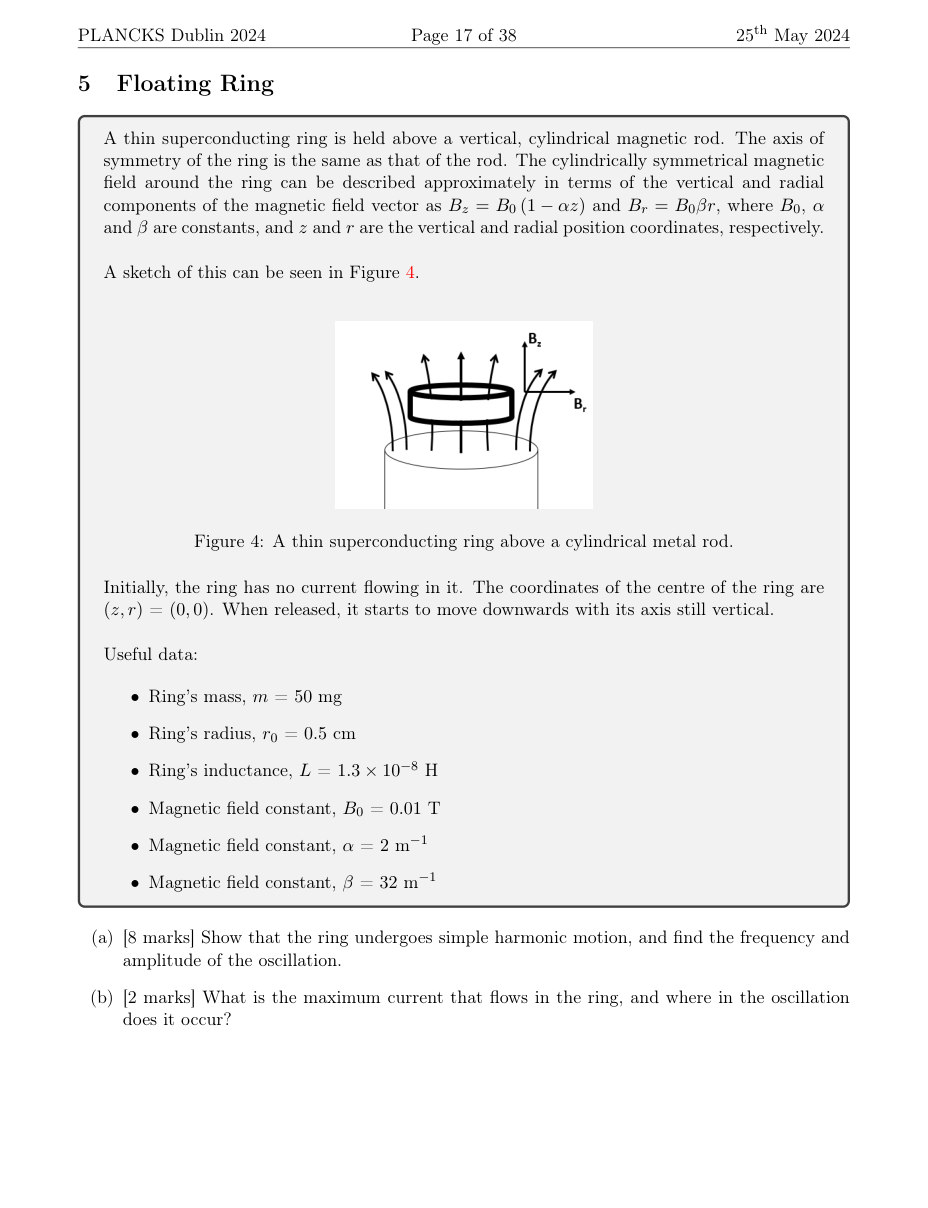 PLANCKS Dublin 2024 Page 17 of 38 25th May 2024
5 Floating Ring
A thin superconducting ring is held above a vertical, cylindrical magnetic rod. The axis of
symmetry of the ring is the same as that of the rod. The cylindrically symmetrical magnetic
field around the ring can be described approximately in terms of the vertical and radial
components of the magnetic field vector as B_z = B_0 (1 − αz) and B_r = B_0βr, where B_0, α
and β are constants, and z and r are the vertical and radial position coordinates, respectively.
A sketch of this can be seen in Figure 4.
B_z
B_r
Figure 4: A thin superconducting ring above a cylindrical metal rod.
Initially, the ring has no current flowing in it. The coordinates of the centre of the ring are
(z, r) = (0, 0). When released, it starts to move downwards with its axis still vertical.
Useful data:
• Ring's mass, m = 50 mg
• Ring's radius, r_0 = 0.5 cm
• Ring's inductance, L = 1.3 × 10^−8 H
• Magnetic field constant, B_0 = 0.01 T
• Magnetic field constant, α = 2 m^−1
• Magnetic field constant, β = 32 m^−1
(a) [8 marks] Show that the ring undergoes simple harmonic motion, and find the frequency and
amplitude of the oscillation.
(b) [2 marks] What is the maximum current that flows in the ring, and where in the oscillation
does it occur?